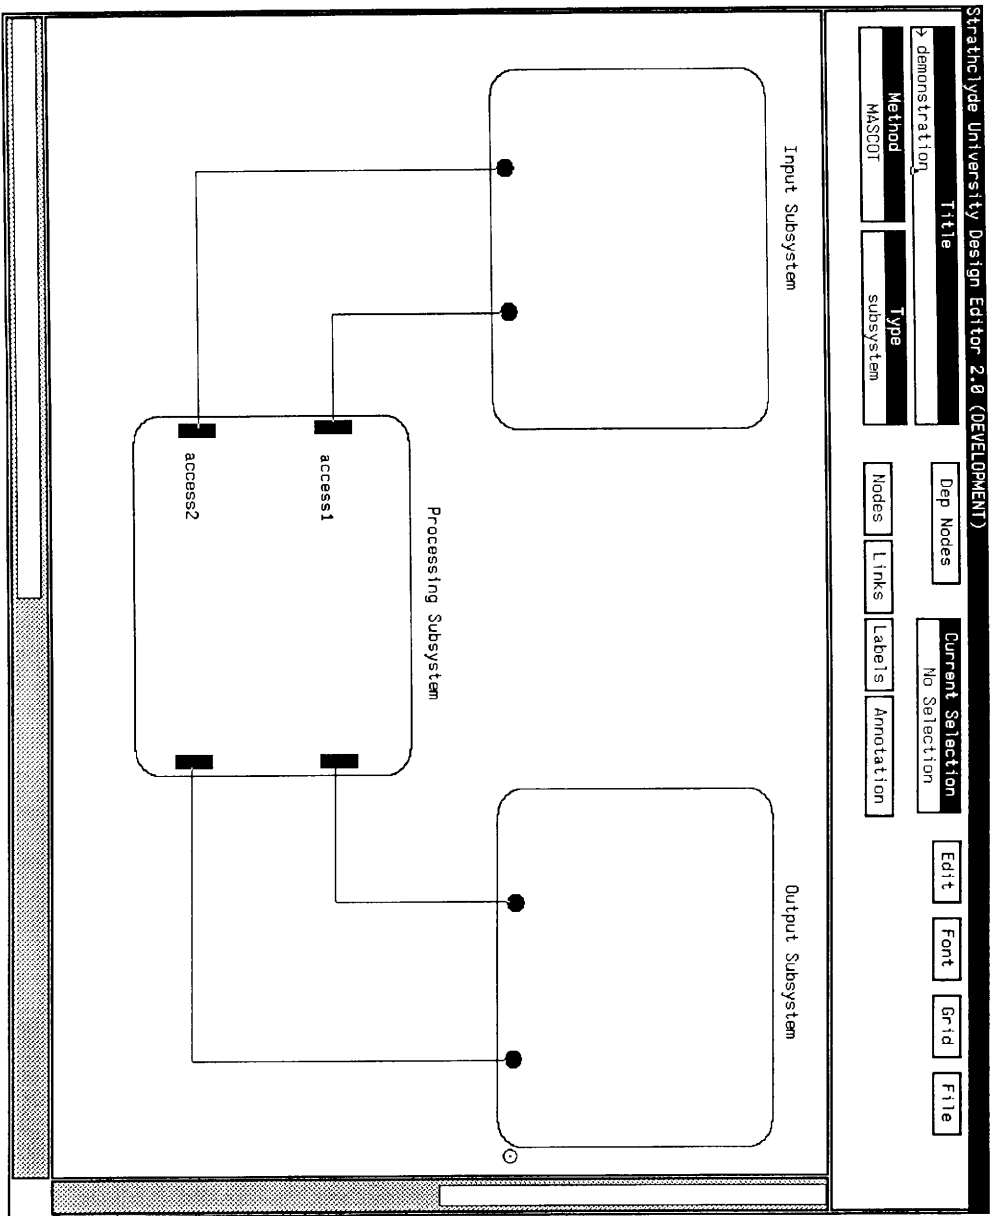 Strathclyde University Design Editor 2.0 (DEVELOPMENT)
Title
> demonstration
Dep Nodes
Current Selection
No Selection
Edit
Font
Grid
File
Method
MASCOT
Type
subsystem
Nodes
Links
Labels
Annotation
Input Subsystem
Output Subsystem
Processing Subsystem
access1
access2